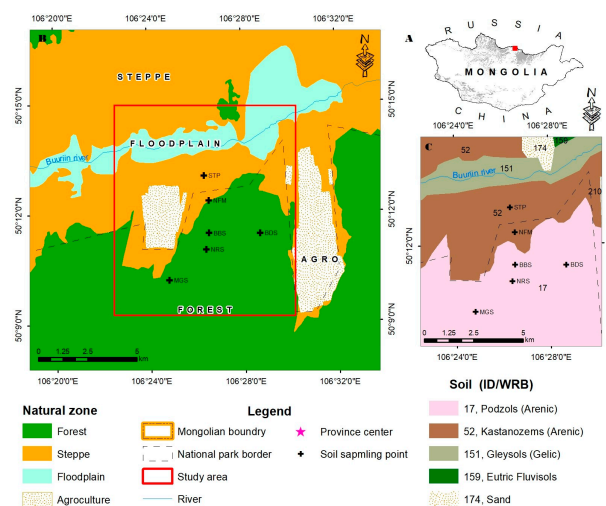 106°20'0"E 106°24'0"E 106°28'0"E 106°32'0"E
B
N
STEPPE
50°15'0"N
50°15'0"N
FLOODPLAIN
Buuriin river
STP
NFM
50°12'0"N
50°12'0"N
BBS
BDS
NRS
AGRO
MGS
FOREST
50°9'0"N
50°9'0"N
0 1.25 2.5 5
km
106°20'0"E 106°24'0"E 106°28'0"E 106°32'0"E
A
RUSSIA
MONGOLIA
CHINA
N
106°24'0"E 106°28'0"E
C
52
174
151
Buuriin river
210
52
STP
NFM
50°12'0"N
50°12'0"N
BBS
BDS
NRS
17
MGS
0 1.25 2.5 5
km
106°24'0"E 106°28'0"E
Natural zone
Forest
Steppe
Floodplain
Agroculture
Legend
Mongolian boundry
National park border
Study area
River
Province center
Soil sapmling point
Soil (ID/WRB)
17, Podzols (Arenic)
52, Kastanozems (Arenic)
151, Gleysols (Gelic)
159, Eutric Fluvisols
174, Sand